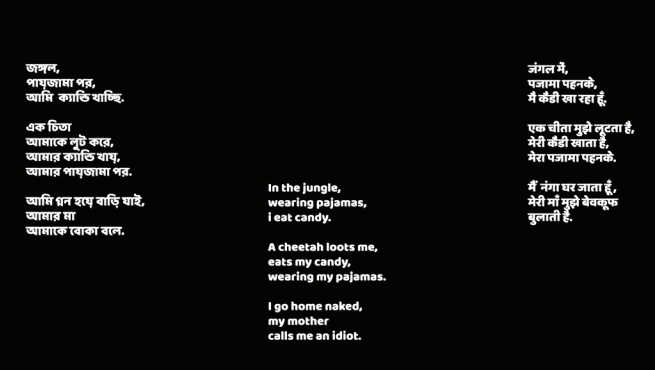 জঙ্গল,
পায্জামা পর,
আমি ক্যান্ডি খাচ্ছি.
এক চিতা
আমাকে লুট করে,
আমার ক্যান্ডি খায্,
আমার পায্জামা পর.
আমি গ্নন হয্ে বাড়ি যাই,
আমার মা
আমাকে বোকা বলে.
In the jungle,
wearing pajamas,
i eat candy.
A cheetah loots me,
eats my candy,
wearing my pajamas.
I go home naked,
my mother
calls me an idiot.
जंगल में,
पजामा पहनके,
मै कैंडी खा रहा हूँ.
एक चीता मुझे लूटता है,
मेरी कैंडी खाता है,
मेरा पजामा पहनके.
मैं नंगा घर जाता हूँ ,
मेरी माँ मुझे बेवकूफ
बुलाती है.